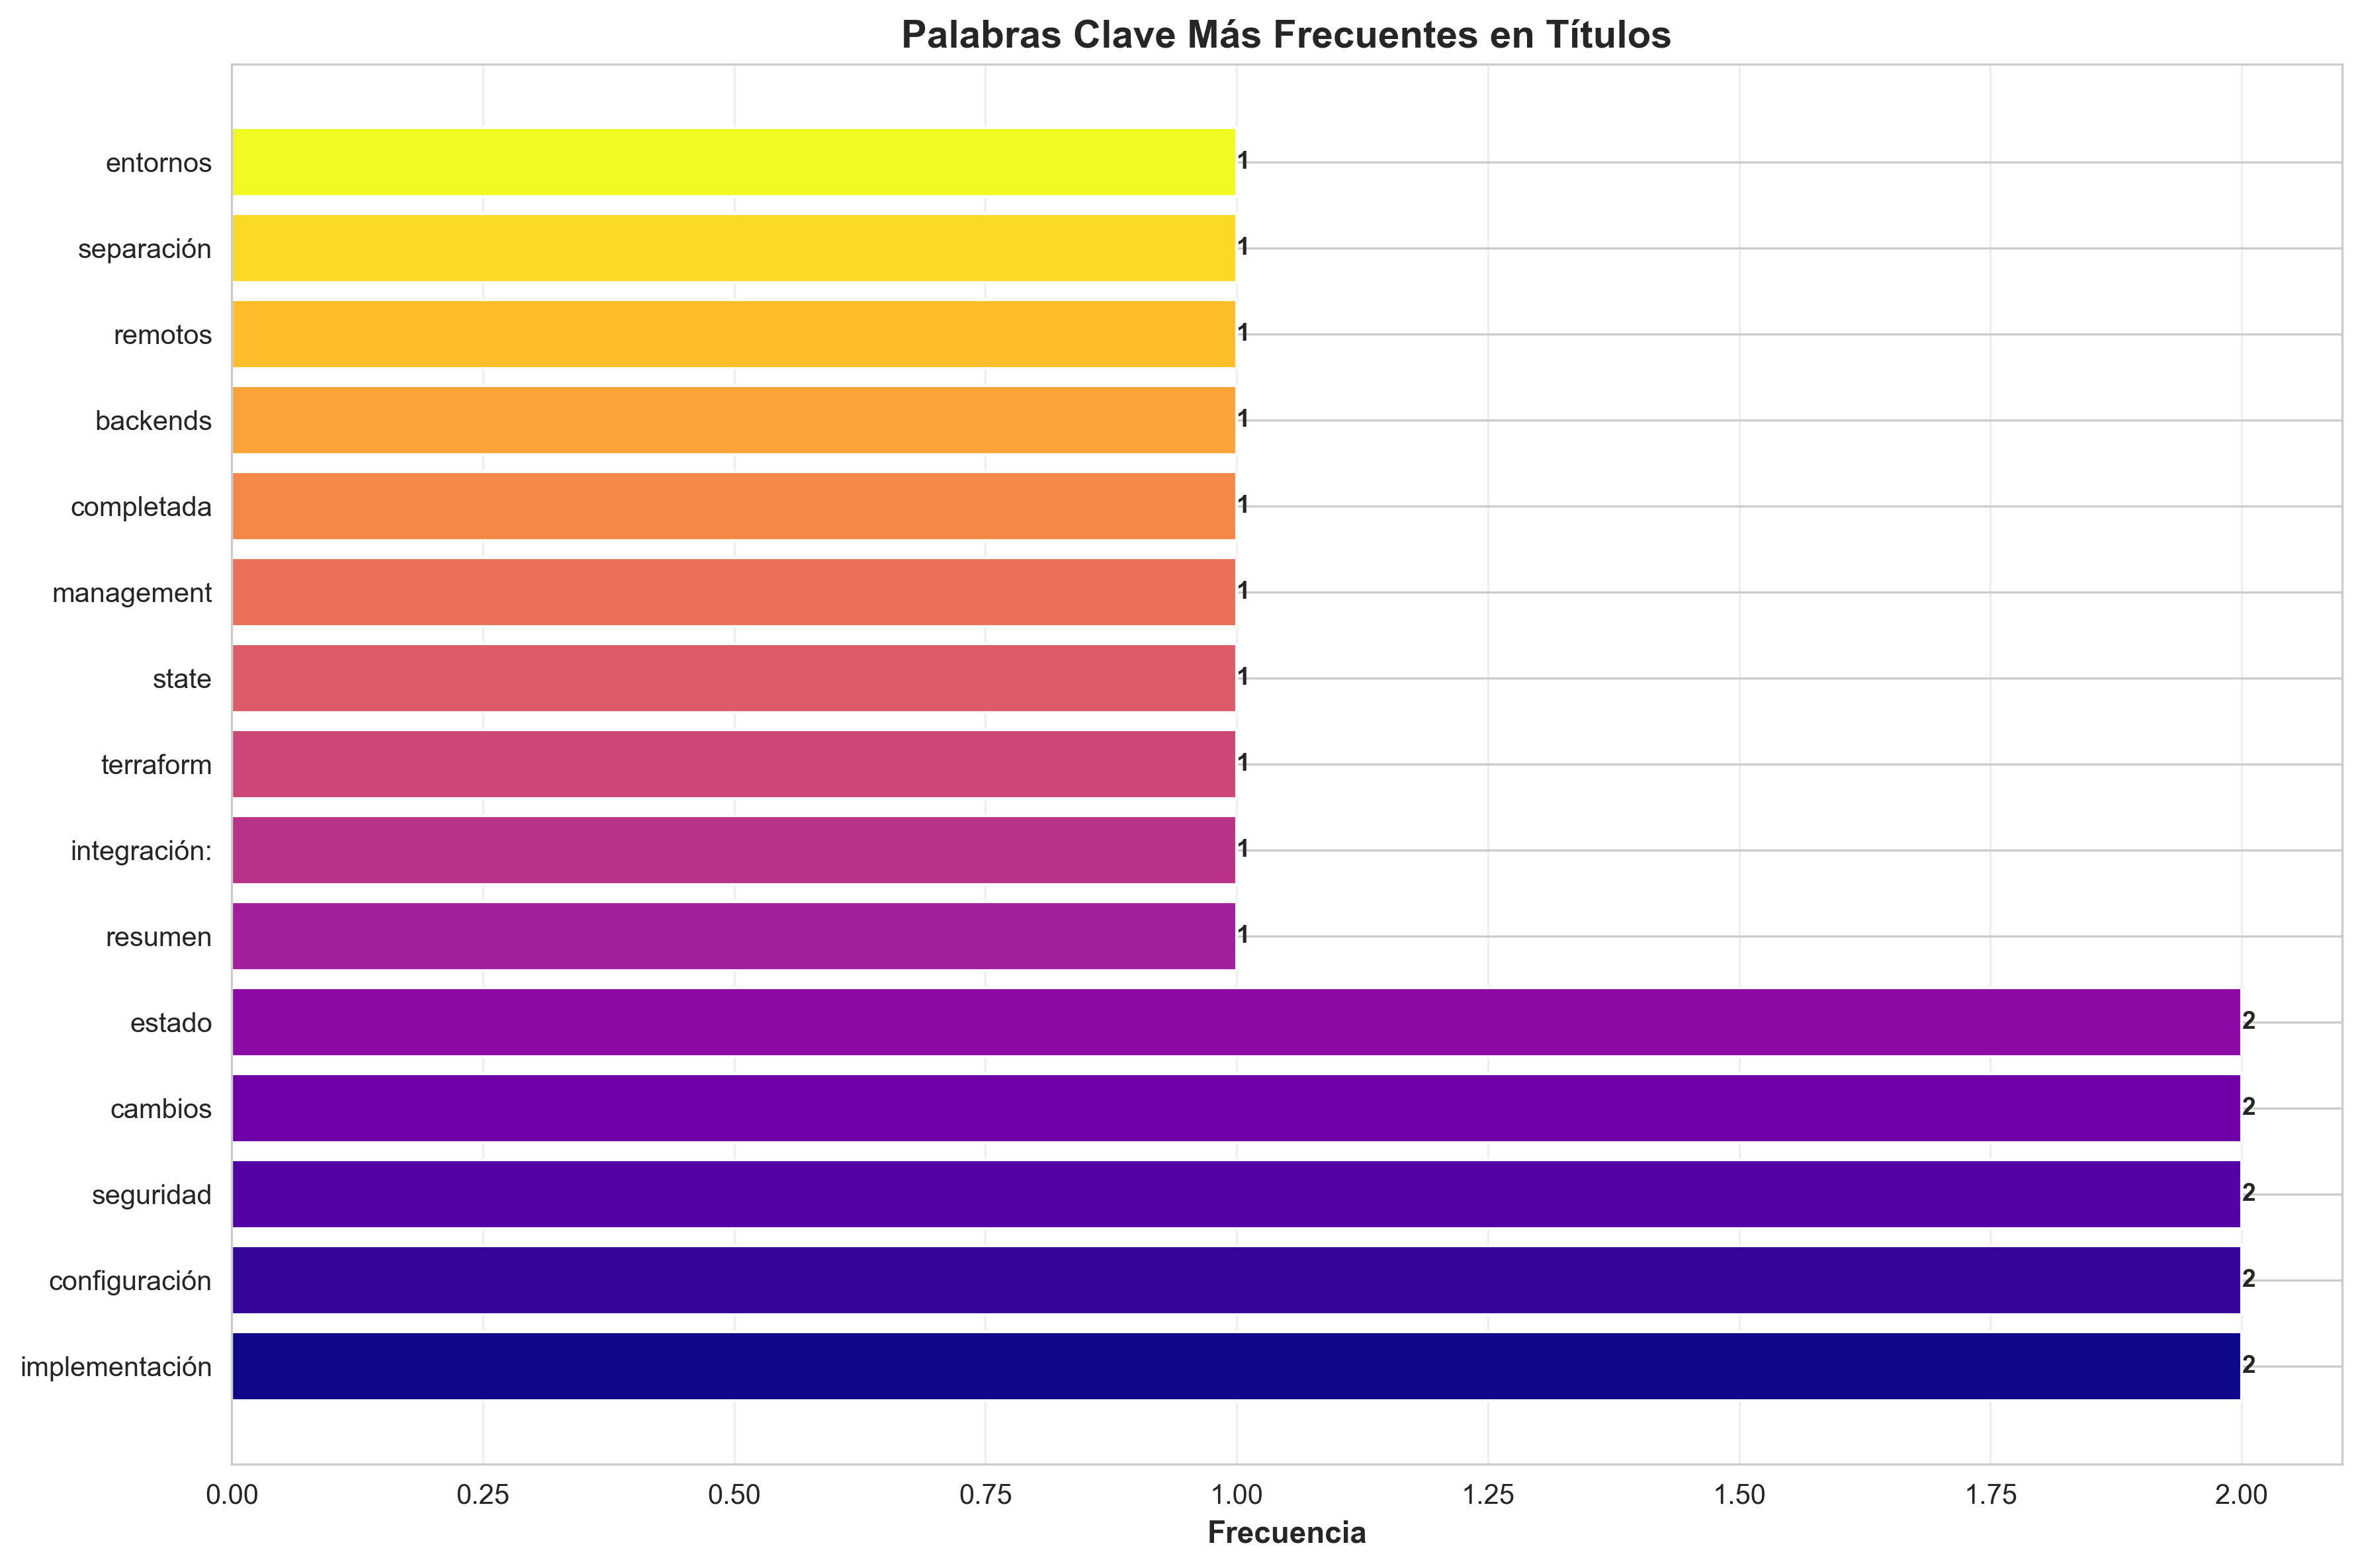 Palabras Clave Más Frecuentes en Títulos
entornos 1
separación 1
remotos 1
backends 1
completada 1
management 1
state 1
terraform 1
integración: 1
resumen 1
estado 2
cambios 2
seguridad 2
configuración 2
implementación 2
0.00 0.25 0.50 0.75 1.00 1.25 1.50 1.75 2.00
Frecuencia